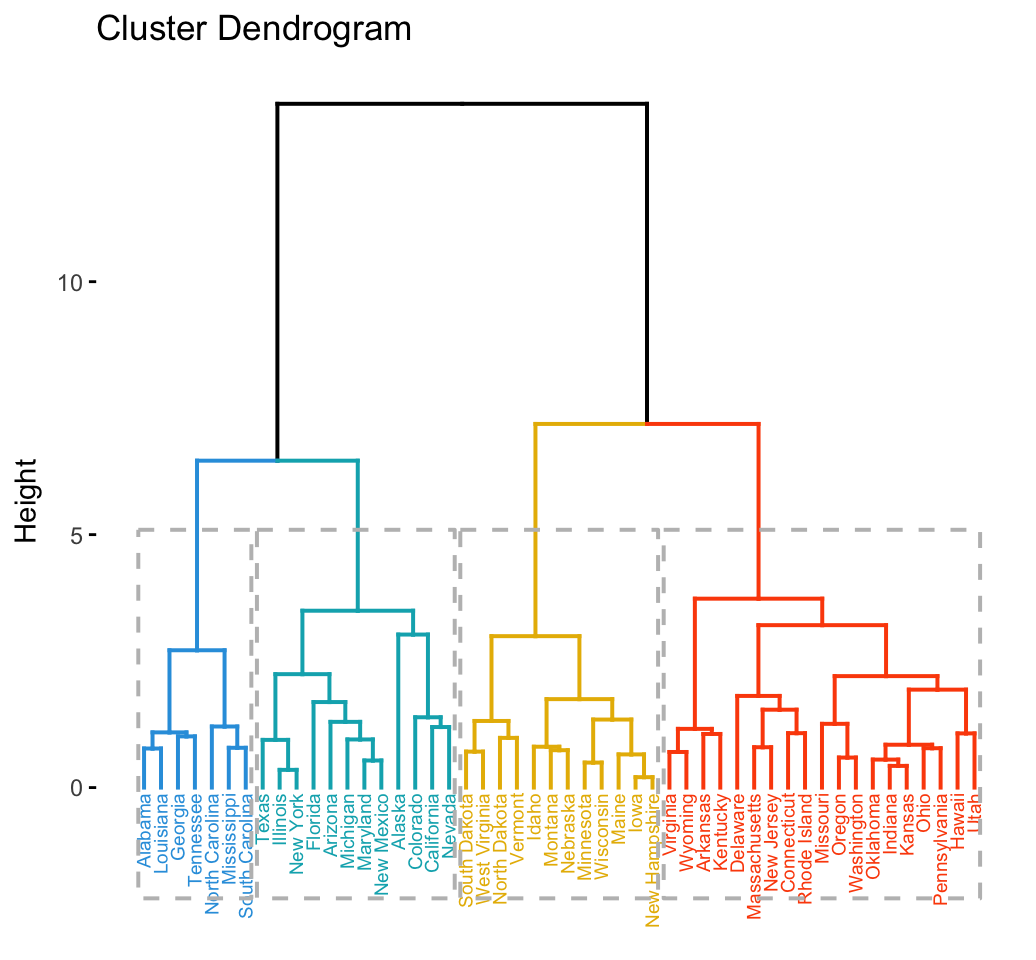 Cluster Dendrogram
Height
10
5
0
Alabama
Louisiana
Georgia
Tennessee
North Carolina
Mississippi
South Carolina
Texas
Illinois
New York
Florida
Arizona
Michigan
Maryland
New Mexico
Alaska
Colorado
California
Nevada
South Dakota
West Virginia
North Dakota
Vermont
Idaho
Montana
Nebraska
Minnesota
Wisconsin
Maine
Iowa
New Hampshire
Virginia
Wyoming
Arkansas
Kentucky
Delaware
Massachusetts
New Jersey
Connecticut
Rhode Island
Missouri
Oregon
Washington
Oklahoma
Indiana
Kansas
Ohio
Pennsylvania
Hawaii
Utah